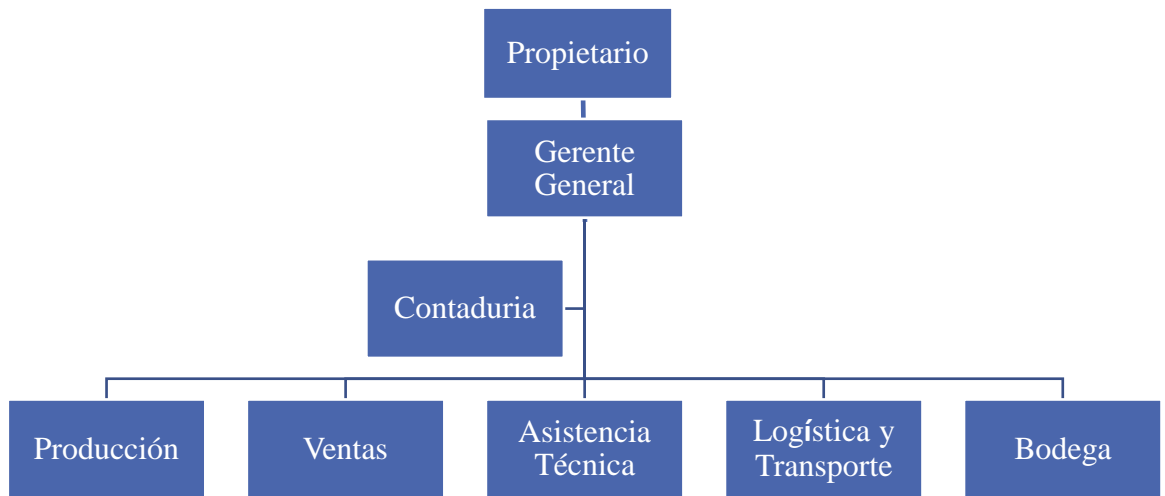 Propietario
Gerente
General
Contaduria
Producción
Ventas
Asistencia
Técnica
Logística y
Transporte
Bodega